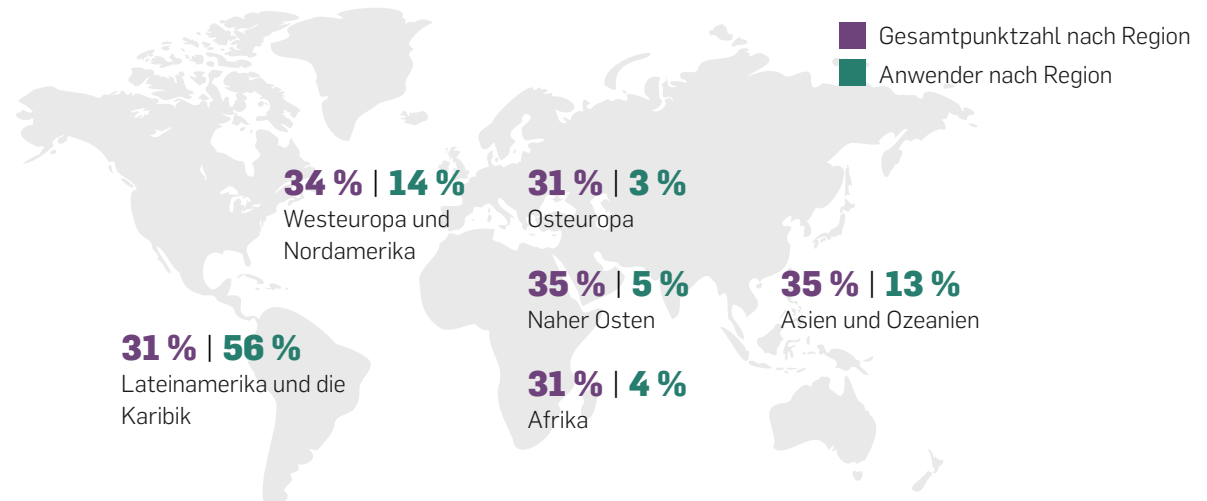 Gesamtpunktzahl nach Region
Anwender nach Region
34 % | 14 %
Westeuropa und
Nordamerika
31 % | 3 %
Osteuropa
35 % | 5 %
Naher Osten
35 % | 13 %
Asien und Ozeanien
31 % | 56 %
Lateinamerika und die
Karibik
31 % | 4 %
Afrika